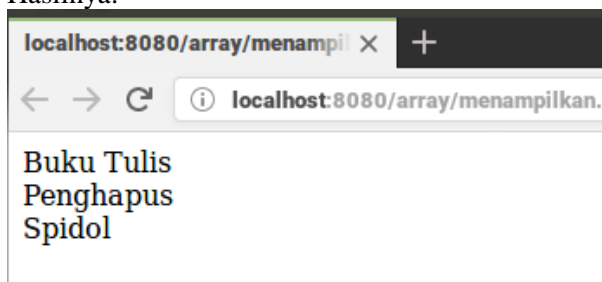 Hasilnya:
localhost:8080/array/menampil
localhost:8080/array/menampilkan.
Buku Tulis
Penghapus
Spidol